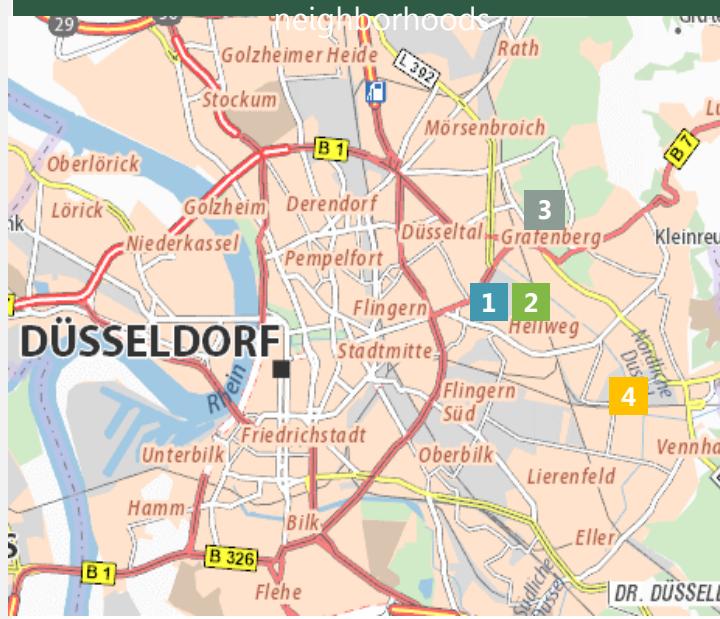 neighborhoods
29
Golzheimer Heide
Rath
L 392
Stockum
Mörsenbroich
B 1
B 7
Oberlörick
Lörick
Golzheim
Derendorf
3
Niederkassel
Düsseltal
Grafenberg
Pempelfort
Flingern
1
2
Hellweg
DÜSSELDORF
Stadtmitte
Nördliche
Rhein
Flingern
Süd
4
Friedrichstadt
Unterbilk
Oberbilk
Lierenfeld
Hamm
Bilk
Eller
B 326
B 1
Flehe
Südliche
DR. DÜSSEL